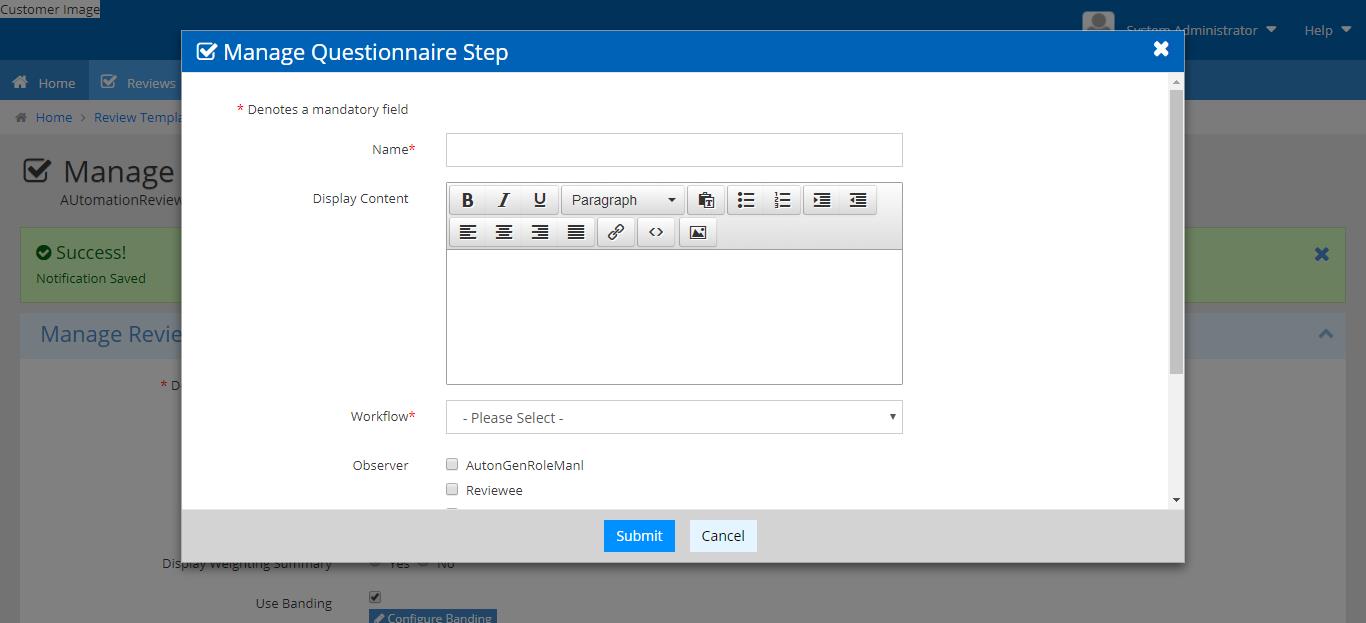 Customer Image
System Administrator
Help
Manage Questionnaire Step
Home
Reviews
* Denotes a mandatory field
Home > Review Templa
Name*
Manage
Display Content
B I U Paragraph
AUtomationReview
Success!
Notification Saved
Manage Revie
* D
Workflow*
- Please Select -
Observer
AutonGenRoleManl
Reviewee
Submit
Cancel
Display Weighting Summary
Yes
No
Use Banding
Configure Banding